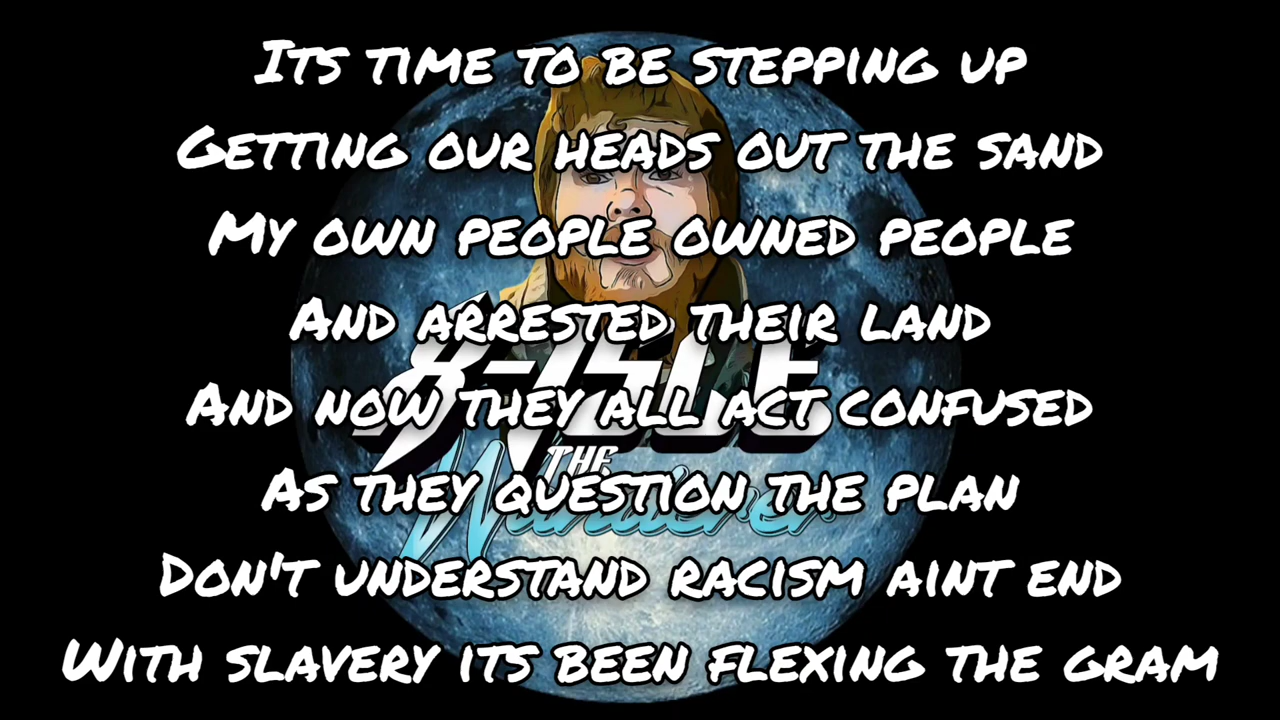 Its time to be stepping up
Getting our heads out the sand
My own people owned people
And arrested their land
And now they all act confused
As they question the plan
Don't understand racism aint end
With slavery its been flexing the gram
THE
Wanderer